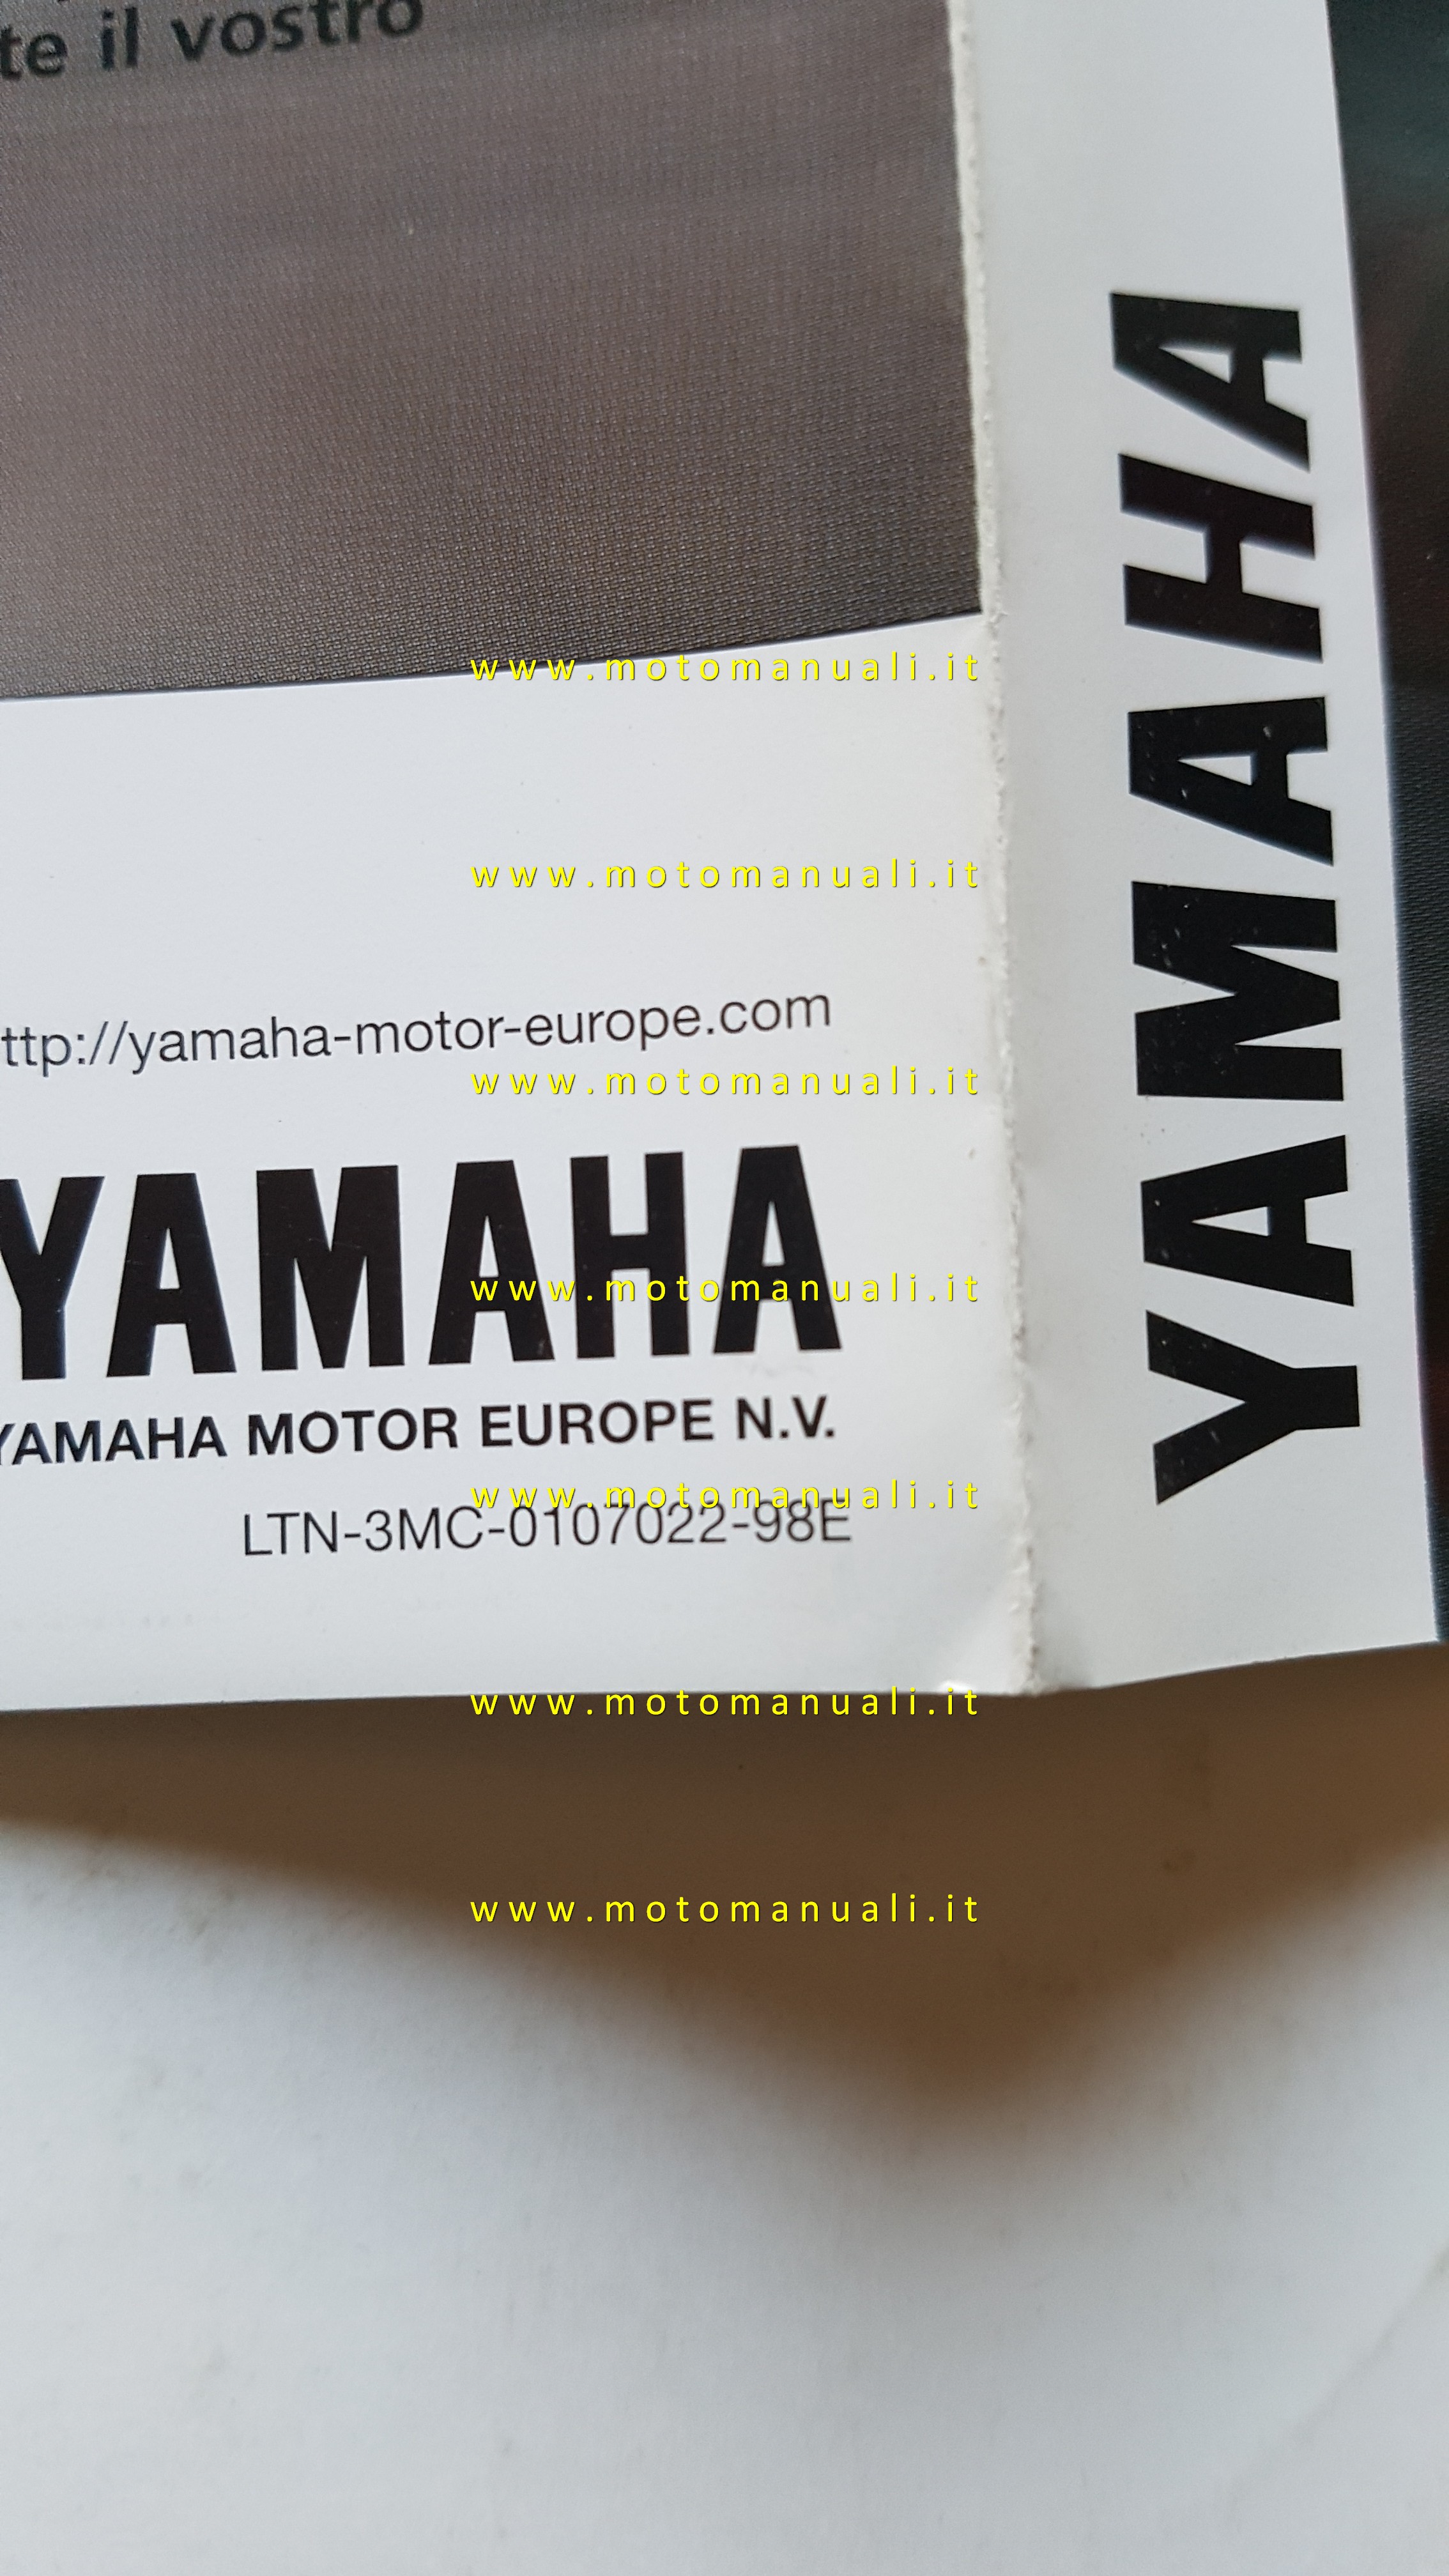 te il vostro
www.motomanuali.it
www.motomanuali.it
ttp://yamaha-motor-europe.com
www.motomanuali.it
YAMAHA
www.motomanuali.it
YAMAHA MOTOR EUROPE N.V.
www.motomanuali.it
LTN-3MC-0107022-98E
www.motomanuali.it
www.motomanuali.it
YAMAHA